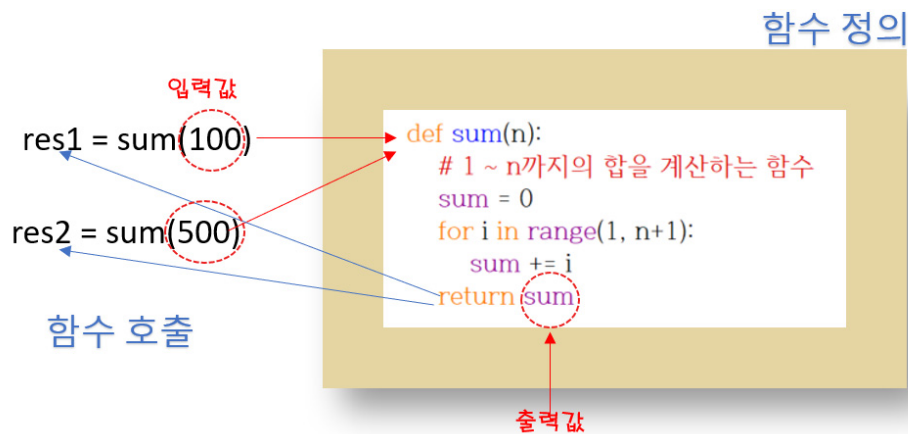 함수 정의
입력값
res1 = sum(100)
res2 = sum(500)
함수 호출
def sum(n):
# 1 ~ n까지의 합을 계산하는 함수
sum = 0
for i in range(1, n+1):
sum += i
return sum
출력값